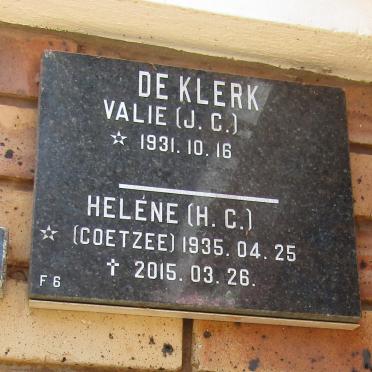 DE KLERK
VALIE (J. C.)
☆ 1931. 10. 16
HELÉNE (H. C.)
☆ (COETZEE) 1935. 04. 25
✝ 2015. 03. 26.
F 6